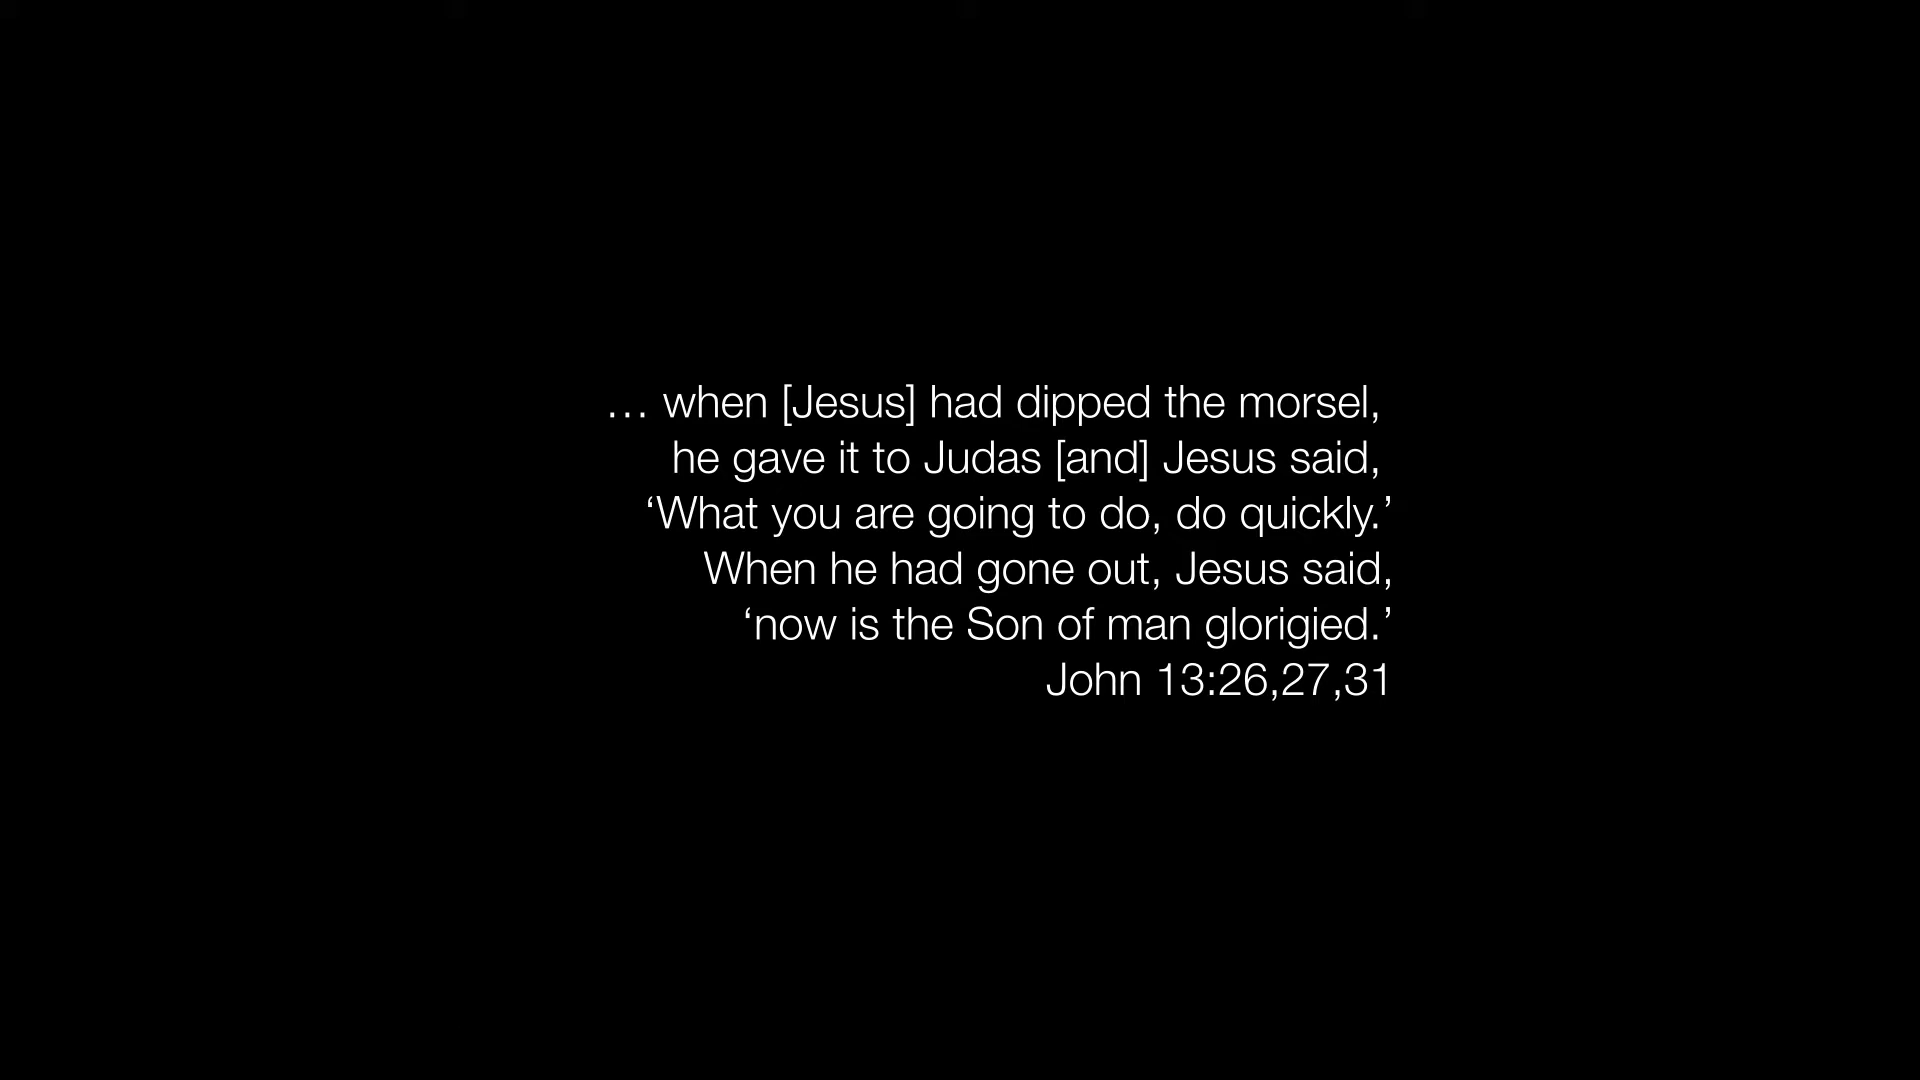 … when [Jesus] had dipped the morsel,
he gave it to Judas [and] Jesus said,
‘What you are going to do, do quickly.’
When he had gone out, Jesus said,
‘now is the Son of man glorigied.’
John 13:26,27,31